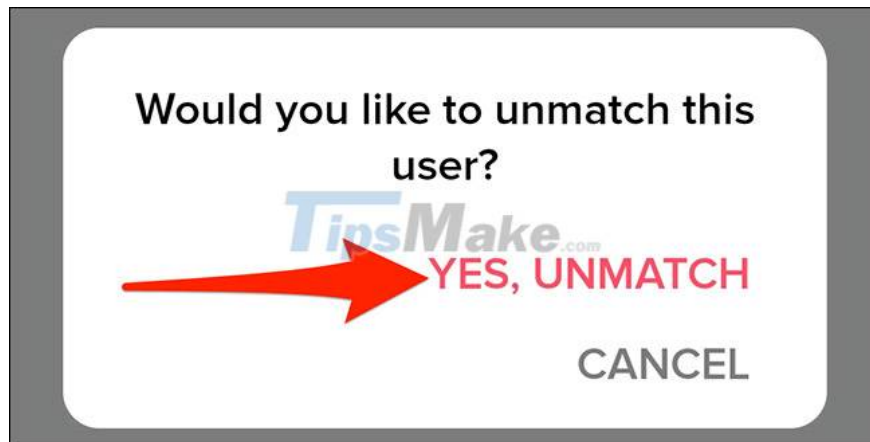 Would you like to unmatch this
user?
TipsMake.com
YES, UNMATCH
CANCEL